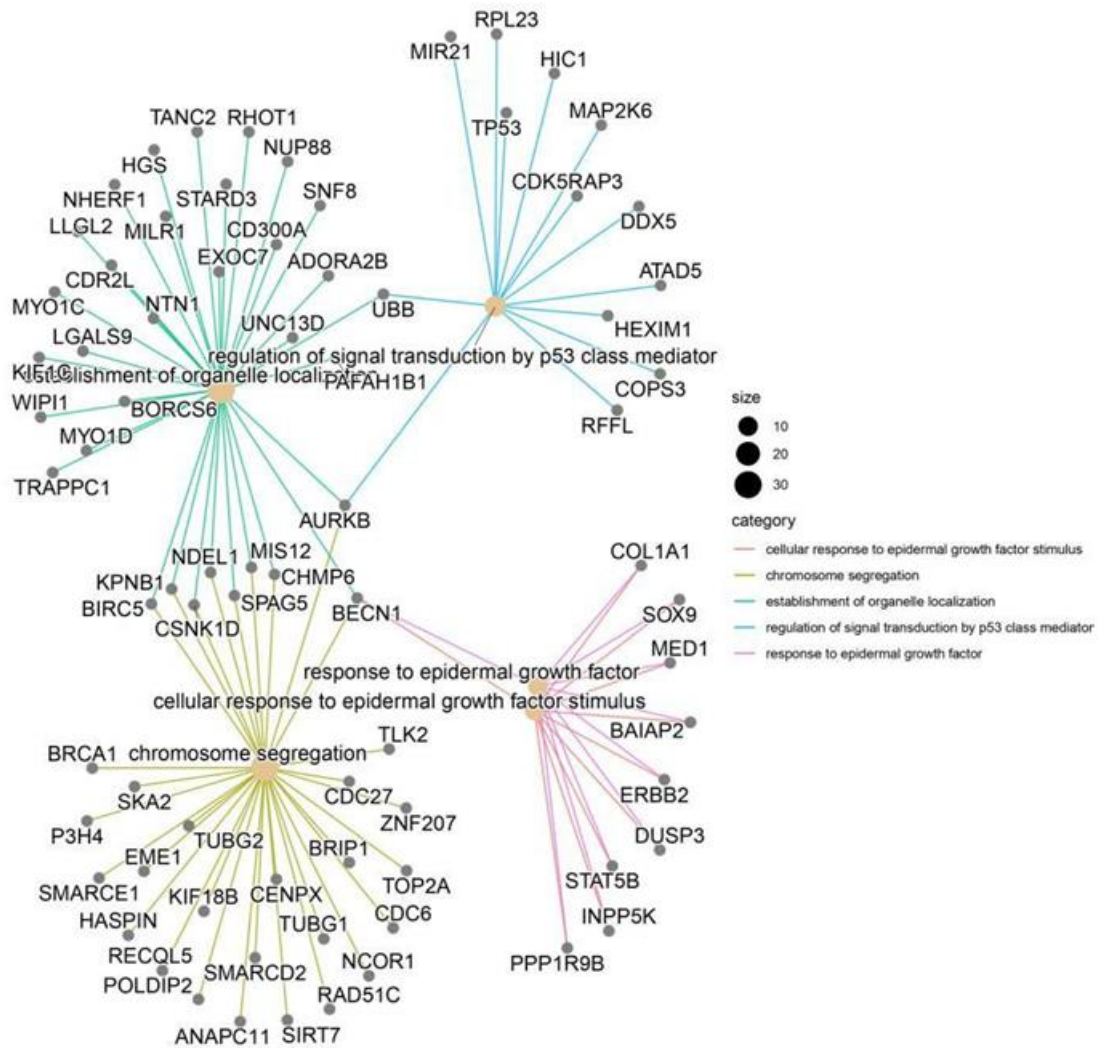 RPL23
MIR21
HIC1
TANC2 RHOT1
MAP2K6
TP53
NUP88
HGS
CDK5RAP3
NHERF1 STARD3 SNF8
DDX5
LLGL2 MILR1 CD300A
EXOC7 ADORA2B
ATAD5
CDR2L
MYO1C NTN1 UBB
UNC13D
HEXIM1
LGALS9
regulation of signal transduction by p53 class mediator
KIF1C establishment of organelle localization PAFAH1B1
COPS3
WIPI1 BORCS6
RFFL
MYO1D
TRAPPC1
AURKB
NDEL1 MIS12
COL1A1
KPNB1 CHMP6
BIRC5 SPAG5 BECN1
SOX9
CSNK1D
MED1
response to epidermal growth factor
cellular response to epidermal growth factor stimulus
BAIAP2
TLK2
BRCA1 chromosome segregation
SKA2 CDC27
ERBB2
ZNF207
P3H4 TUBG2
DUSP3
EME1 BRIP1
STAT5B
SMARCE1 KIF18B CENPX TOP2A
HASPIN TUBG1 CDC6
INPP5K
RECQL5 SMARCD2 NCOR1
PPP1R9B
POLDIP2 RAD51C
ANAPC11 SIRT7
size
10
20
30
category
cellular response to epidermal growth factor stimulus
chromosome segregation
establishment of organelle localization
regulation of signal transduction by p53 class mediator
response to epidermal growth factor